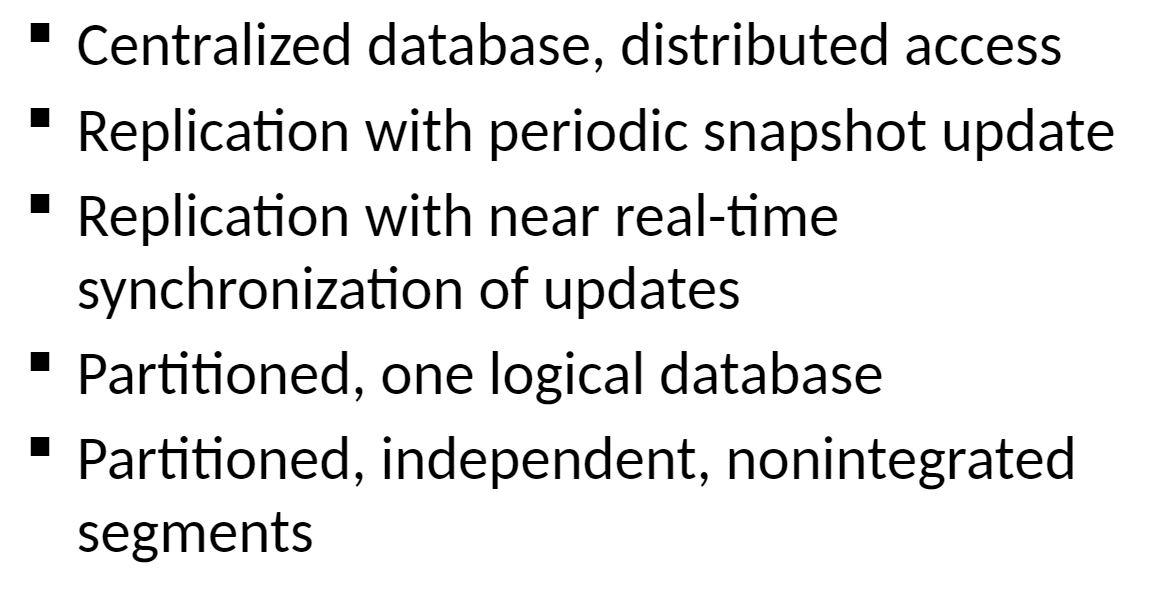 ▪ Centralized database, distributed access
▪ Replication with periodic snapshot update
▪ Replication with near real-time
synchronization of updates
▪ Partitioned, one logical database
▪ Partitioned, independent, nonintegrated
segments